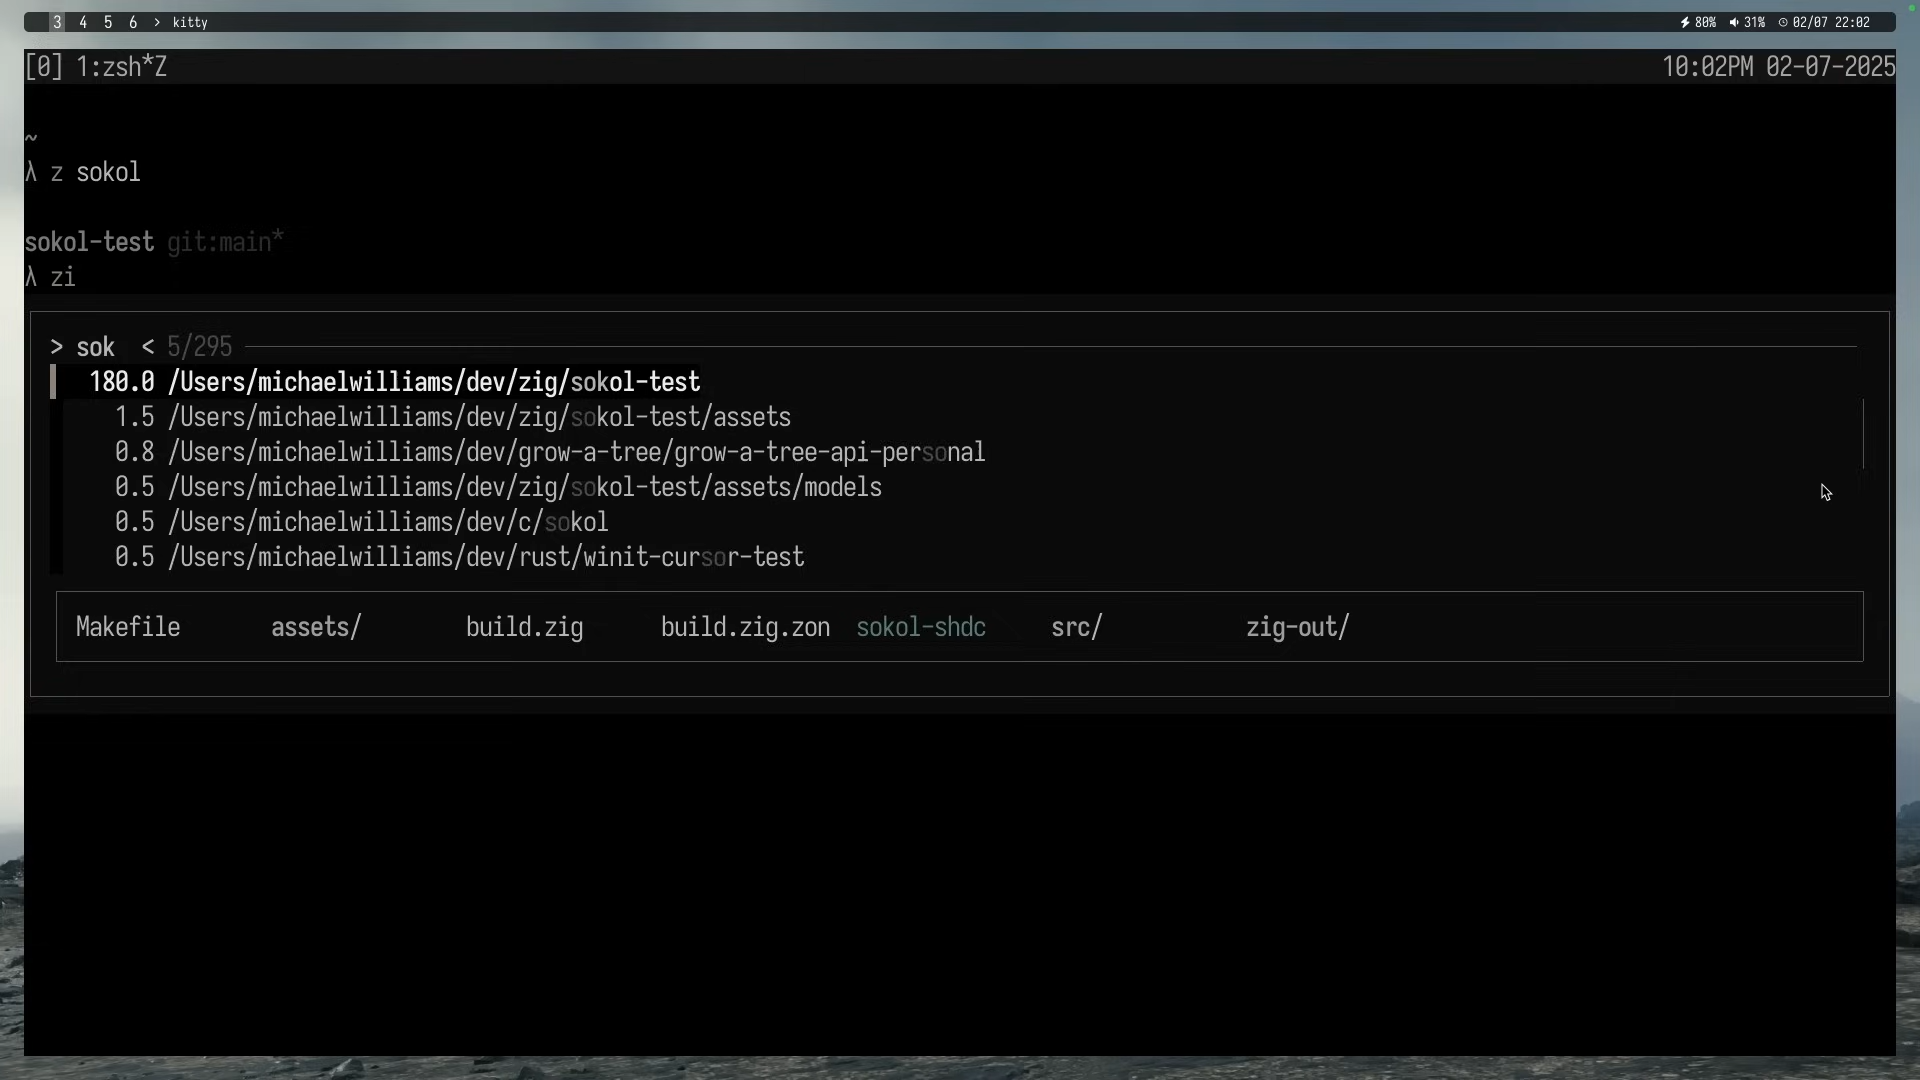 3 4 5 6 > kitty 80% 31% 02/07 22:02
[0] 1:zsh*Z 10:02PM 02-07-2025
~
λ z sokol
sokol-test git:main*
λ zi
> sok < 5/295
180.0 /Users/michaelwilliams/dev/zig/sokol-test
1.5 /Users/michaelwilliams/dev/zig/sokol-test/assets
0.8 /Users/michaelwilliams/dev/grow-a-tree/grow-a-tree-api-personal
0.5 /Users/michaelwilliams/dev/zig/sokol-test/assets/models
0.5 /Users/michaelwilliams/dev/c/sokol
0.5 /Users/michaelwilliams/dev/rust/winit-cursor-test
Makefile assets/ build.zig build.zig.zon sokol-shdc src/ zig-out/